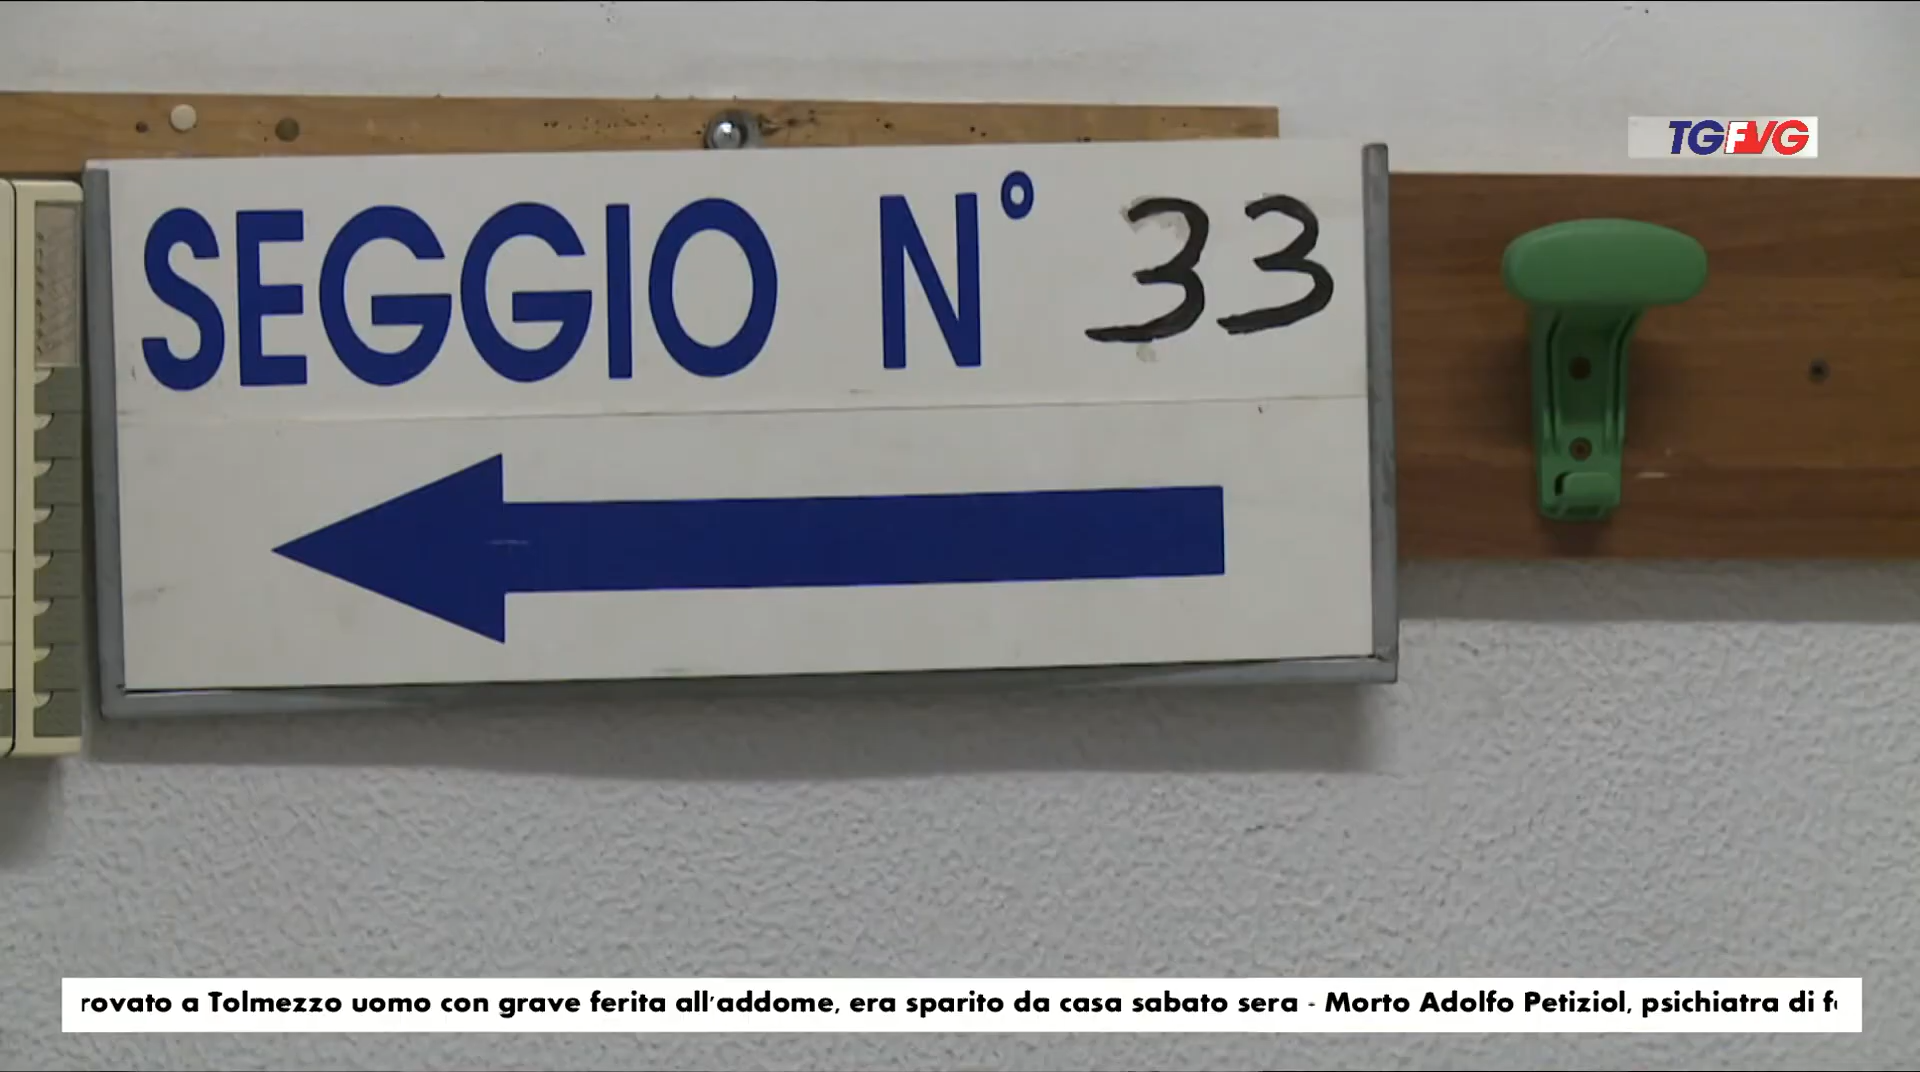 TGFVG
SEGGIO N° 33
rovato a Tolmezzo uomo con grave ferita all'addome, era sparito da casa sabato sera - Morto Adolfo Petiziol, psichiatra di